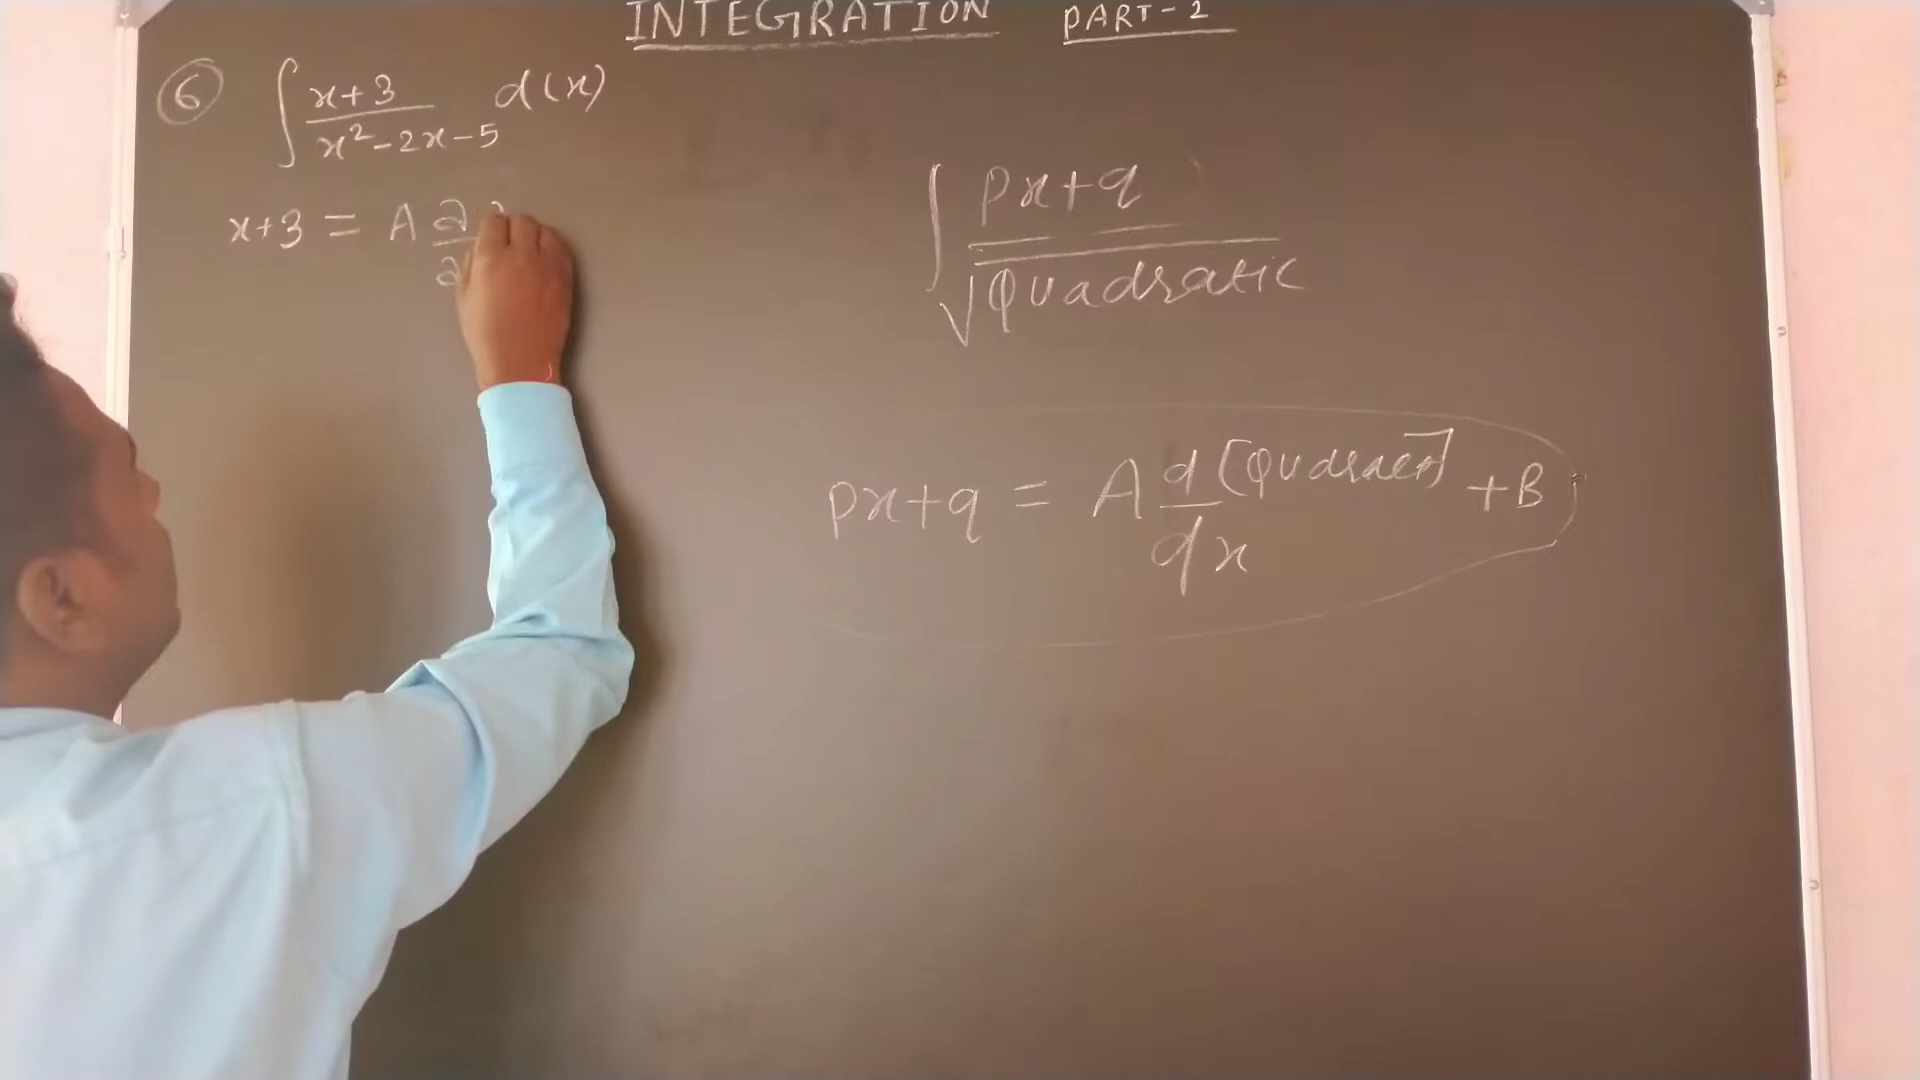 INTEGRATION PART-2
6 ∫ x+3 / x²-2x-5 d(x)
x+3 = A ∂
∫ px+q / √Quadratic
px+q = A d/dx [Quadratic] +B